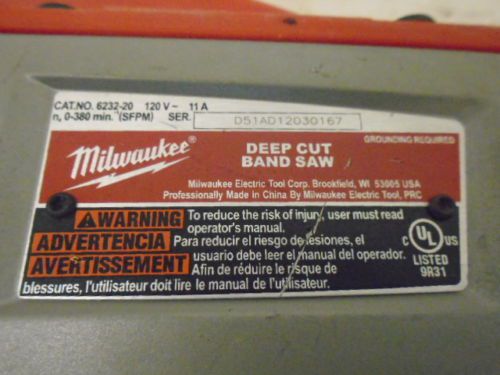 CAT.NO. 6232-20 120 V~ 11 A
n, 0-380 min. (SFPM) SER. D51AD12030167
GROUNDING REQUIRED
Milwaukee
DEEP CUT
BAND SAW
Milwaukee Electric Tool Corp. Brookfield, WI 53005 USA
Professionally Made in China By Milwaukee Electric Tool, PRC
WARNING To reduce the risk of injury, user must read
operator's manual.
ADVERTENCIA Para reducir el riesgo de lesiones, el
usuario debe leer el manual del operador.
AVERTISSEMENT Afin de réduire le risque de
blessures, l'utilisateur doit lire le manual de l'utilisateur.
C UL US
LISTED
9R31